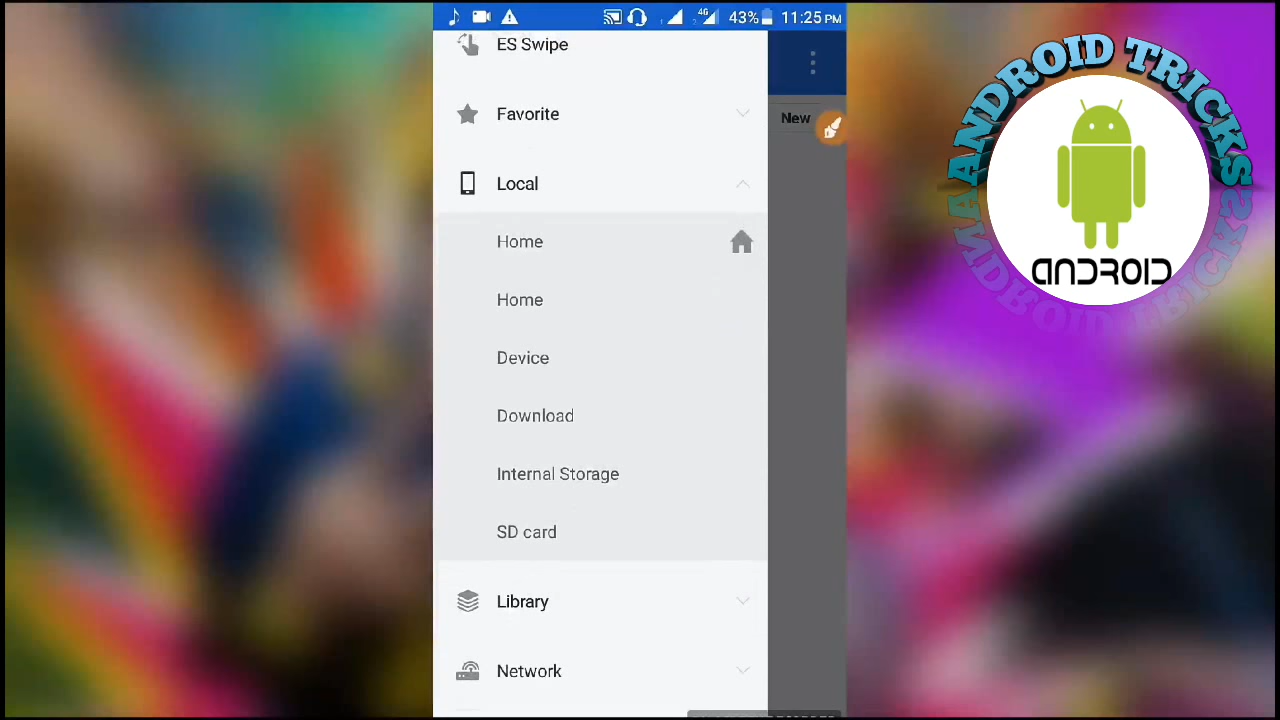 43% 11:25 PM
4G
ES Swipe
Favorite
Local
Home
Home
Device
Download
Internal Storage
SD card
Library
Network
New
ANDROID TRICKS
ANDROID